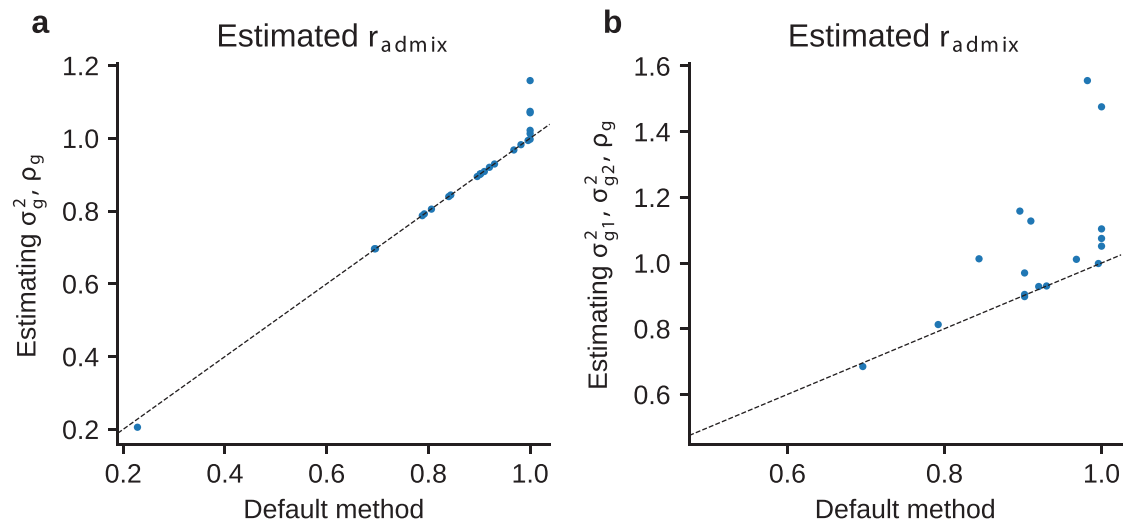 a
Estimated r_admix
Estimating σ_g^2, ρ_g
1.2
1.0
0.8
0.6
0.4
0.2
0.2 0.4 0.6 0.8 1.0
Default method
b
Estimated r_admix
Estimating σ_g1^2, σ_g2^2, ρ_g
1.6
1.4
1.2
1.0
0.8
0.6
0.6 0.8 1.0
Default method